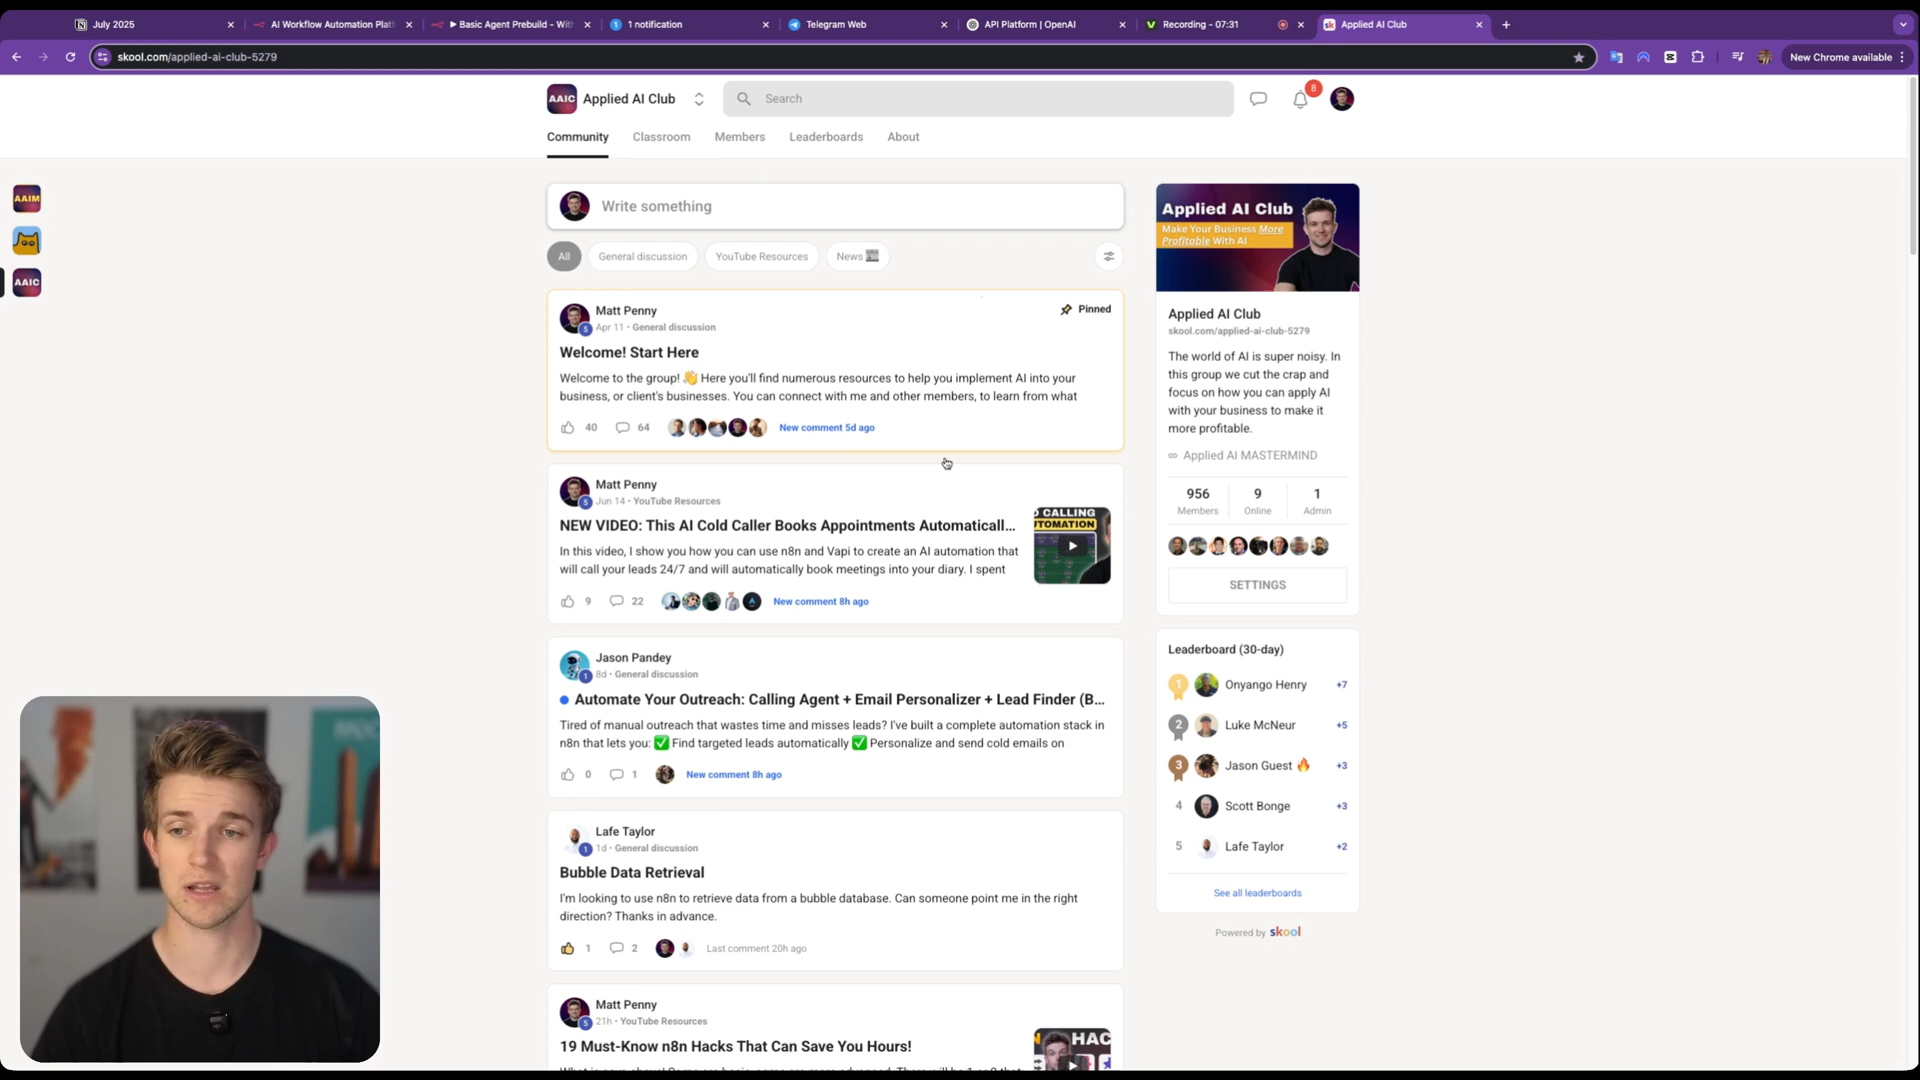 July 2025
AI Workflow Automation Plat
▶ Basic Agent Prebuild - Wit
1 notification
Telegram Web
API Platform | OpenAI
Recording - 07:31
Applied AI Club
skool.com/applied-ai-club-5279
New Chrome available
AAIC
Applied AI Club
Search
8
Community
Classroom
Members
Leaderboards
About
AAIM
AAIC
Write something
All
General discussion
YouTube Resources
News
Matt Penny
Pinned
5
Apr 11 • General discussion
Welcome! Start Here
Welcome to the group! 👋 Here you'll find numerous resources to help you implement AI into your
business, or client's businesses. You can connect with me and other members, to learn from what
40
64
New comment 5d ago
Matt Penny
5
Jun 14 • YouTube Resources
NEW VIDEO: This AI Cold Caller Books Appointments Automaticall...
In this video, I show you how you can use n8n and Vapi to create an AI automation that
will call your leads 24/7 and will automatically book meetings into your diary. I spent
CALLING
9
22
New comment 8h ago
Jason Pandey
1
8d • General discussion
Automate Your Outreach: Calling Agent + Email Personalizer + Lead Finder (B...
Tired of manual outreach that wastes time and misses leads? I've built a complete automation stack in
n8n that lets you: ✅ Find targeted leads automatically ✅ Personalize and send cold emails on
0
1
New comment 8h ago
Lafe Taylor
1
1d • General discussion
Bubble Data Retrieval
I'm looking to use n8n to retrieve data from a bubble database. Can someone point me in the right
direction? Thanks in advance.
1
2
Last comment 20h ago
Matt Penny
5
21h • YouTube Resources
19 Must-Know n8n Hacks That Can Save You Hours!
HAC
Applied AI Club
Make Your Business More
Profitable With AI
Applied AI Club
skool.com/applied-ai-club-5279
The world of AI is super noisy. In
this group we cut the crap and
focus on how you can apply AI
with your business to make it
more profitable.
Applied AI MASTERMIND
956
9
1
Members
Online
Admin
SETTINGS
Leaderboard (30-day)
1
Onyango Henry
+7
2
Luke McNeur
+5
3
Jason Guest 🔥
+3
4
Scott Bonge
+3
5
Lafe Taylor
+2
See all leaderboards
Powered by skool